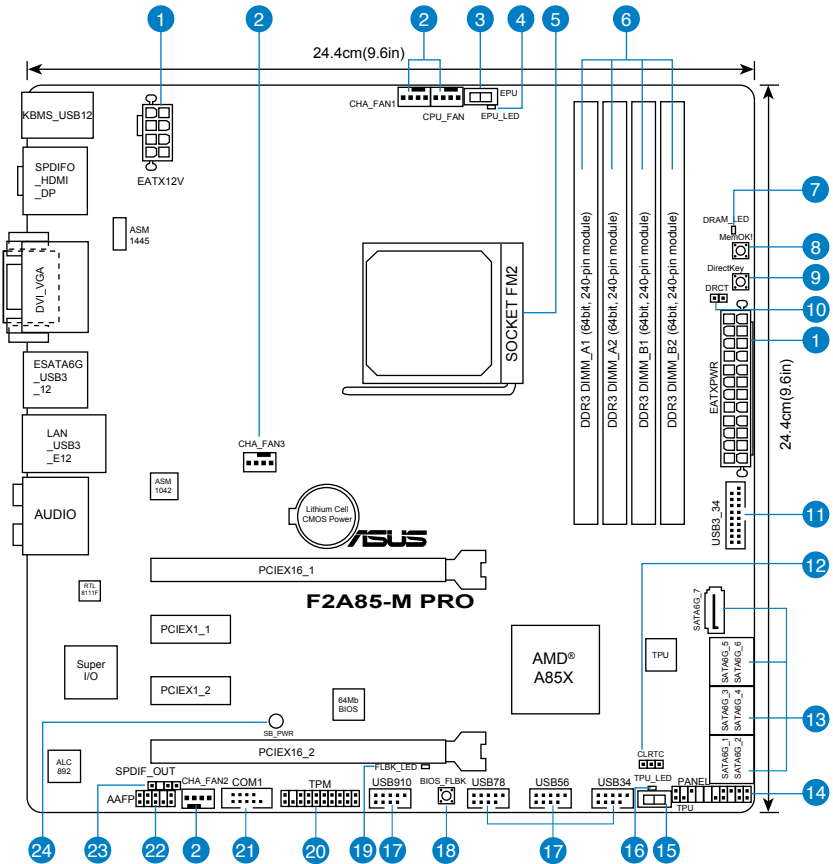 1
2
2
3
4
5
6
24.4cm(9.6in)
KBMS_USB12
EATX12V
CHA_FAN1
CPU_FAN
EPU
EPU_LED
SPDIFO
_HDMI
_DP
ASM
1445
DVI_VGA
SOCKET FM2
DDR3 DIMM_A1 (64bit, 240-pin module)
DDR3 DIMM_A2 (64bit, 240-pin module)
DDR3 DIMM_B1 (64bit, 240-pin module)
DDR3 DIMM_B2 (64bit, 240-pin module)
7
DRAM_LED
MemOK!
8
DirectKey
9
DRCT
10
1
EATXPWR
24.4cm(9.6in)
ESATA6G
_USB3
_12
LAN
_USB3
_E12
2
CHA_FAN3
ASM
1042
AUDIO
Lithium Cell
CMOS Power
ASUS
USB3_34
11
12
PCIEX16_1
F2A85-M PRO
RTL
8111F
PCIEX1_1
Super
I/O
PCIEX1_2
64Mb
BIOS
AMD®
A85X
TPU
SATA6G_7
SATA6G_5
SATA6G_6
SATA6G_3
SATA6G_4
13
SATA6G_1
SATA6G_2
SB_PWR
PCIEX16_2
FLBK_LED
CLRTC
ALC
892
SPDIF_OUT
AAFP
CHA_FAN2
COM1
TPM
USB910
BIOS_FLBK
USB78
USB56
USB34
TPU_LED
PANEL
TPU
14
24
23
22
2
21
20
19
17
18
17
16
15